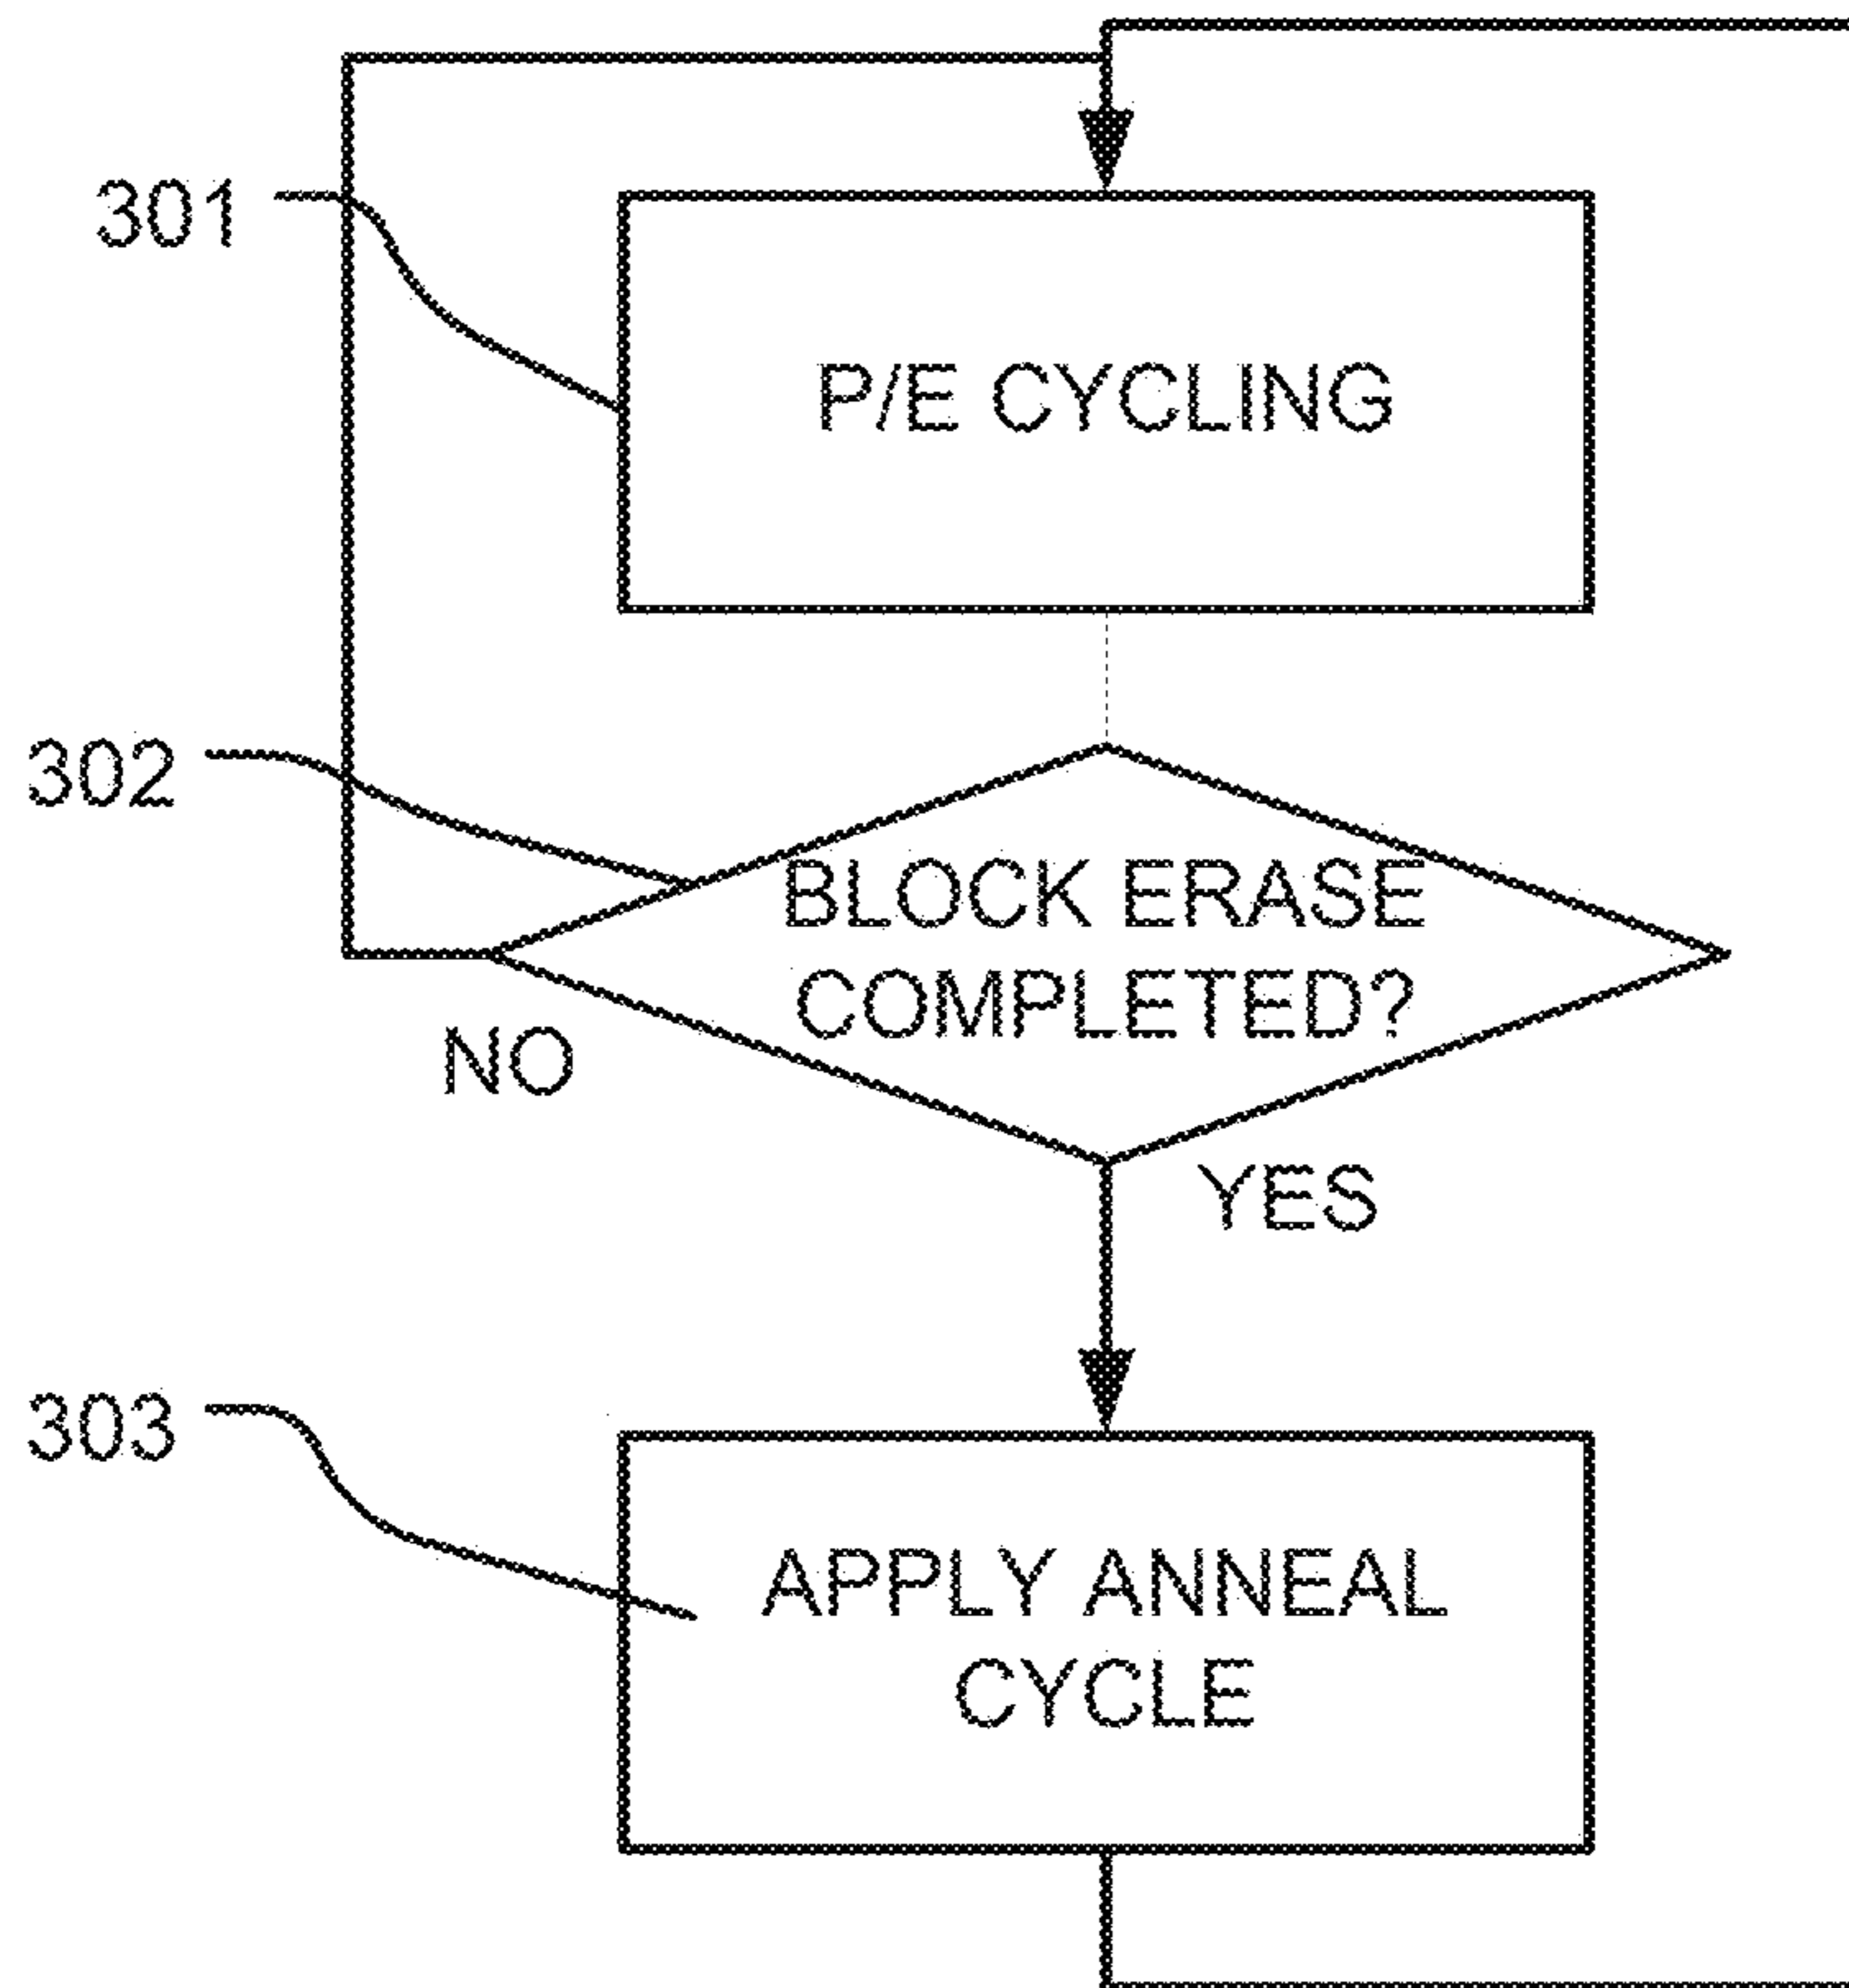 301
P/E CYCLING
302
BLOCK ERASE
COMPLETED?
NO
YES
303
APPLY ANNEAL
CYCLE